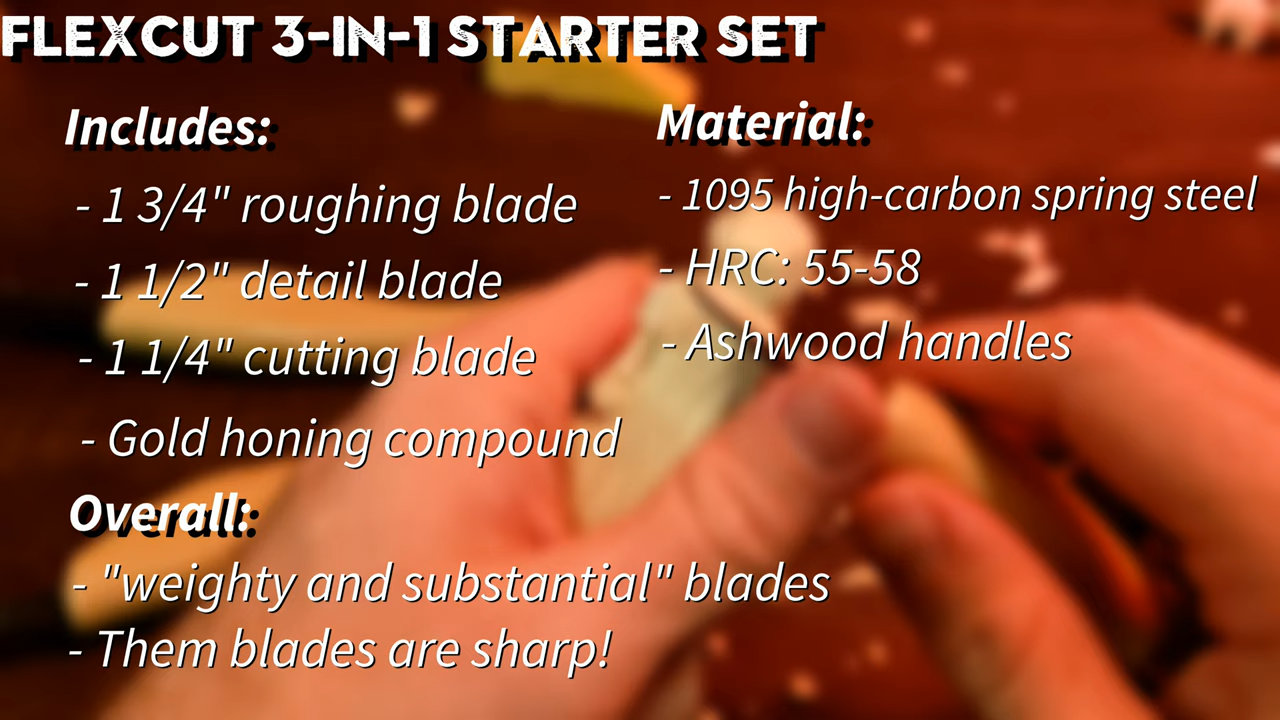 FLEXCUT 3-IN-1 STARTER SET
Includes:
- 1 3/4" roughing blade
- 1 1/2" detail blade
- 1 1/4" cutting blade
- Gold honing compound
Material:
- 1095 high-carbon spring steel
- HRC: 55-58
- Ashwood handles
Overall:
- "weighty and substantial" blades
- Them blades are sharp!